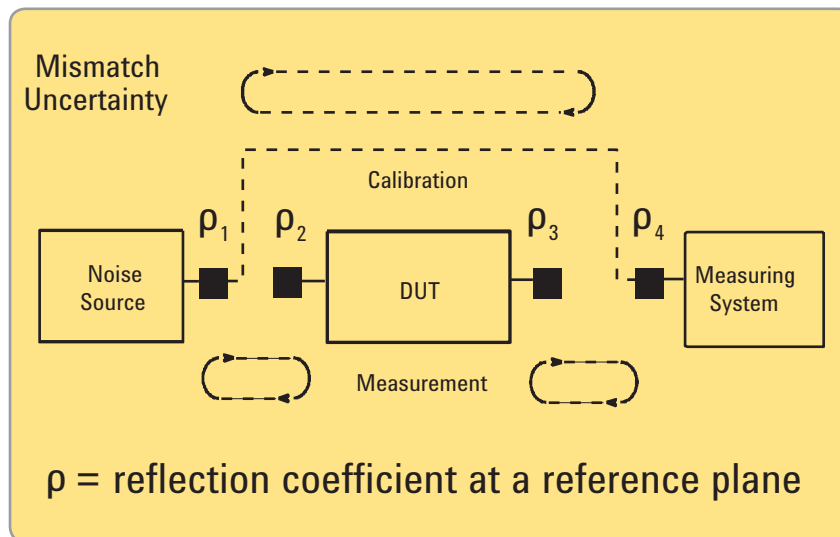 Mismatch
Uncertainty
Calibration
ρ1
ρ2
ρ3
ρ4
Noise
Source
DUT
Measuring
System
Measurement
ρ = reflection coefficient at a reference plane